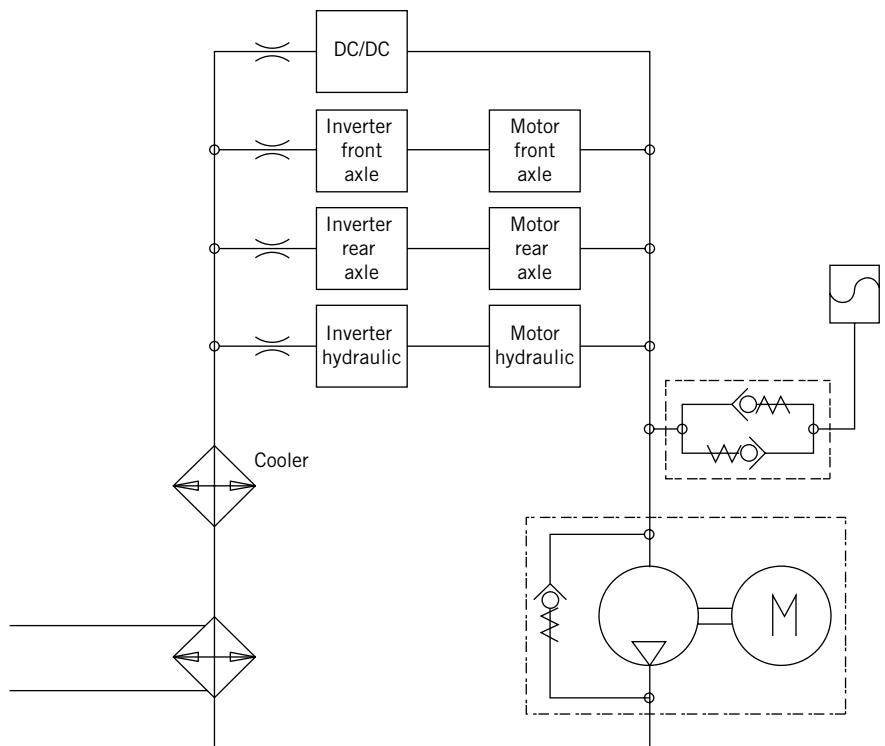 DC/DC
Inverter
front
axle
Motor
front
axle
Inverter
rear
axle
Motor
rear
axle
Inverter
hydraulic
Motor
hydraulic
Cooler
M